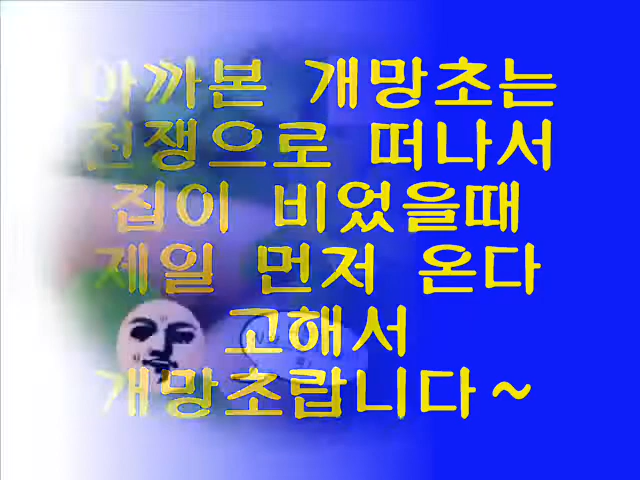 아까본 개망초는
전쟁으로 떠나서
집이 비었을때
제일 먼저 온다
고해서
개망초랍니다~